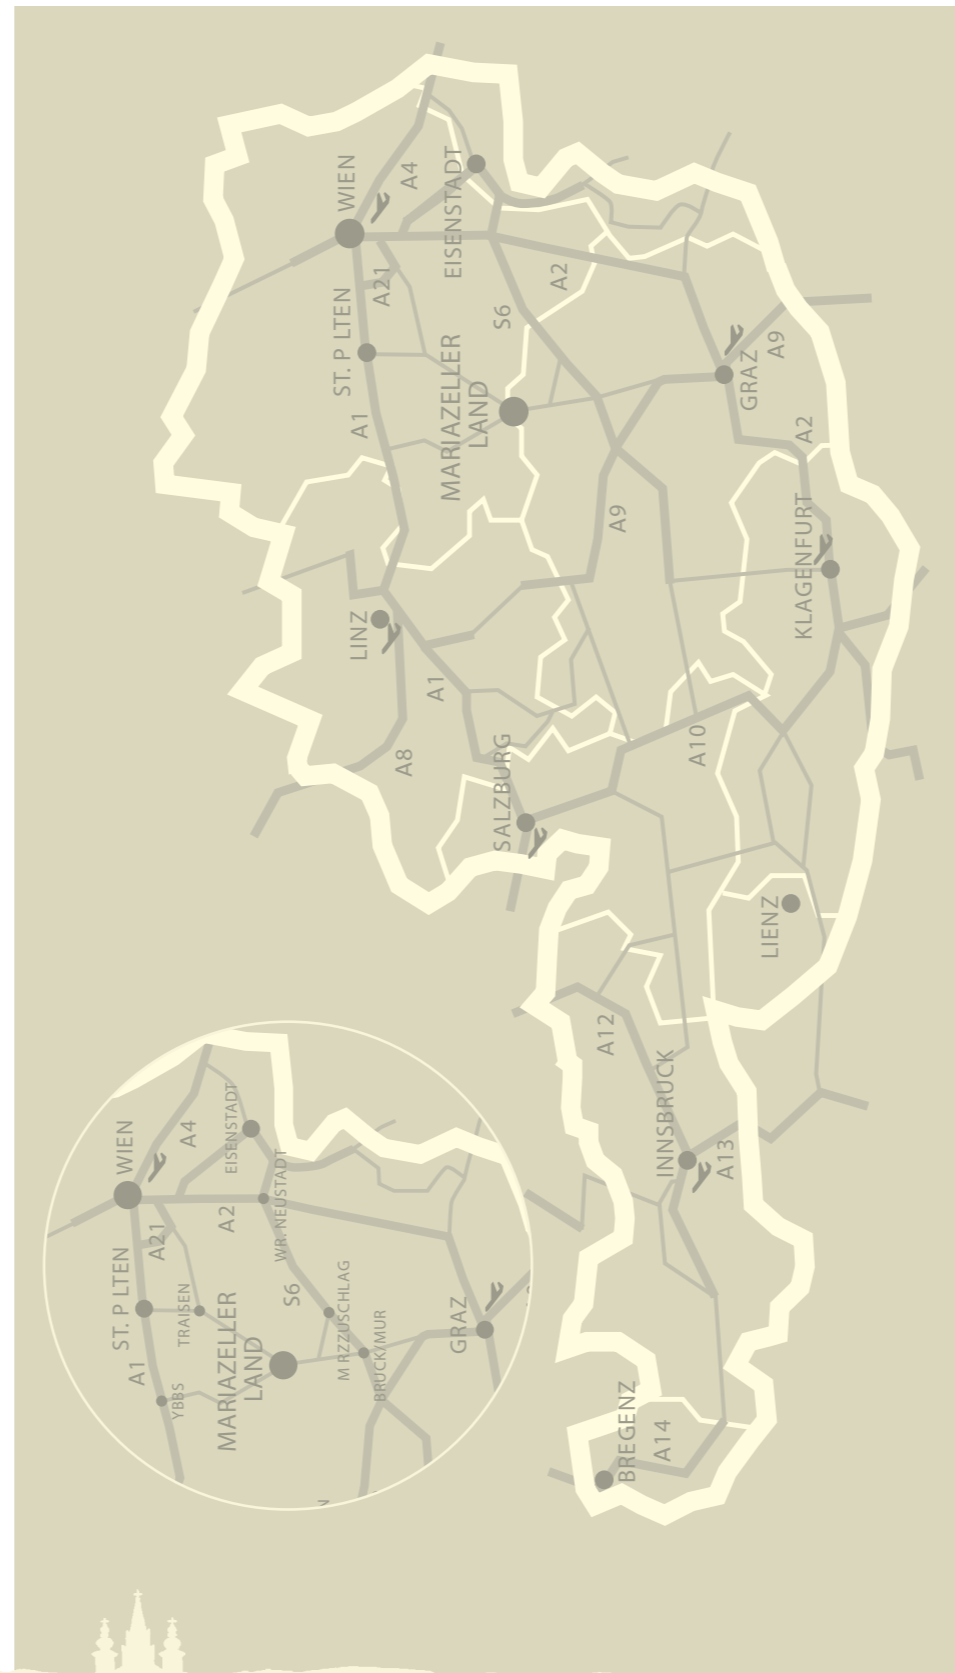 WIEN
A4
EISENSTADT
A21
ST. P LTEN
A1
MARIAZELLER
LAND
S6
A2
GRAZ
A9
A2
KLAGENFURT
A9
LINZ
A1
A8
SALZBURG
A10
LIENZ
A12
INNSBRUCK
A13
BREGENZ
A14
WIEN
A4
EISENSTADT
A21
A2
WR. NEUSTADT
ST. P LTEN
TRAISEN
A1
YBBS
MARIAZELLER
LAND
S6
M RZZUSCHLAG
BRUCK/MUR
GRAZ